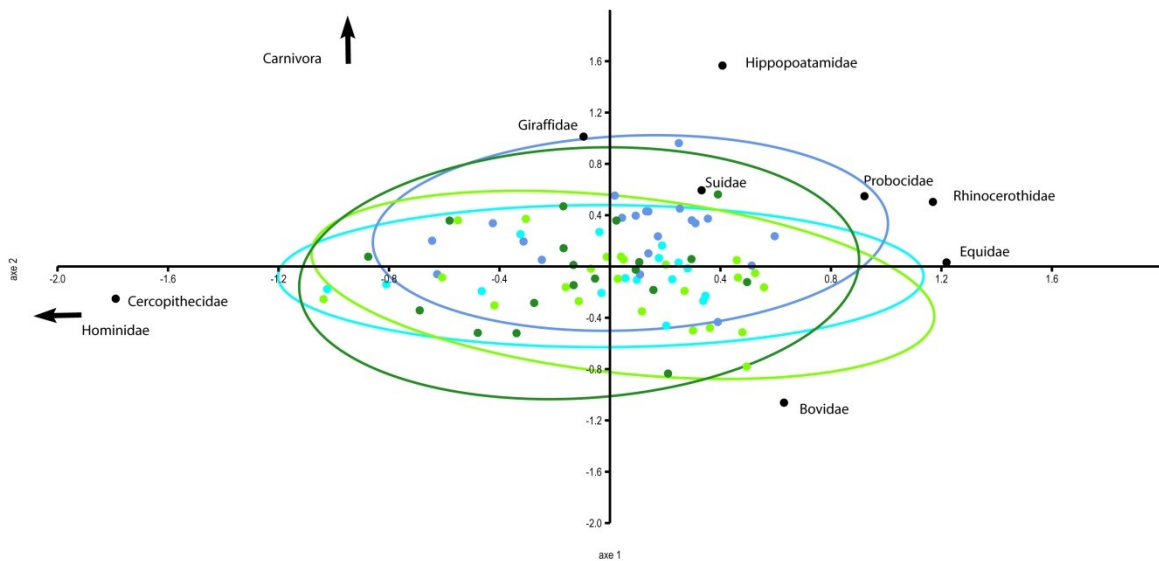 Carnivora
1.6
Hippopoatamidae
1.2
Giraffidae
0.8
Suidae
Probocidae
Rhinocerothidae
0.4
Equidae
axe 2
-2.0
-1.6
-1.2
-0.8
-0.4
0.4
0.8
1.2
1.6
Cercopithecidae
Hominidae
-0.4
-0.8
Bovidae
-1.2
-1.6
-2.0
axe 1